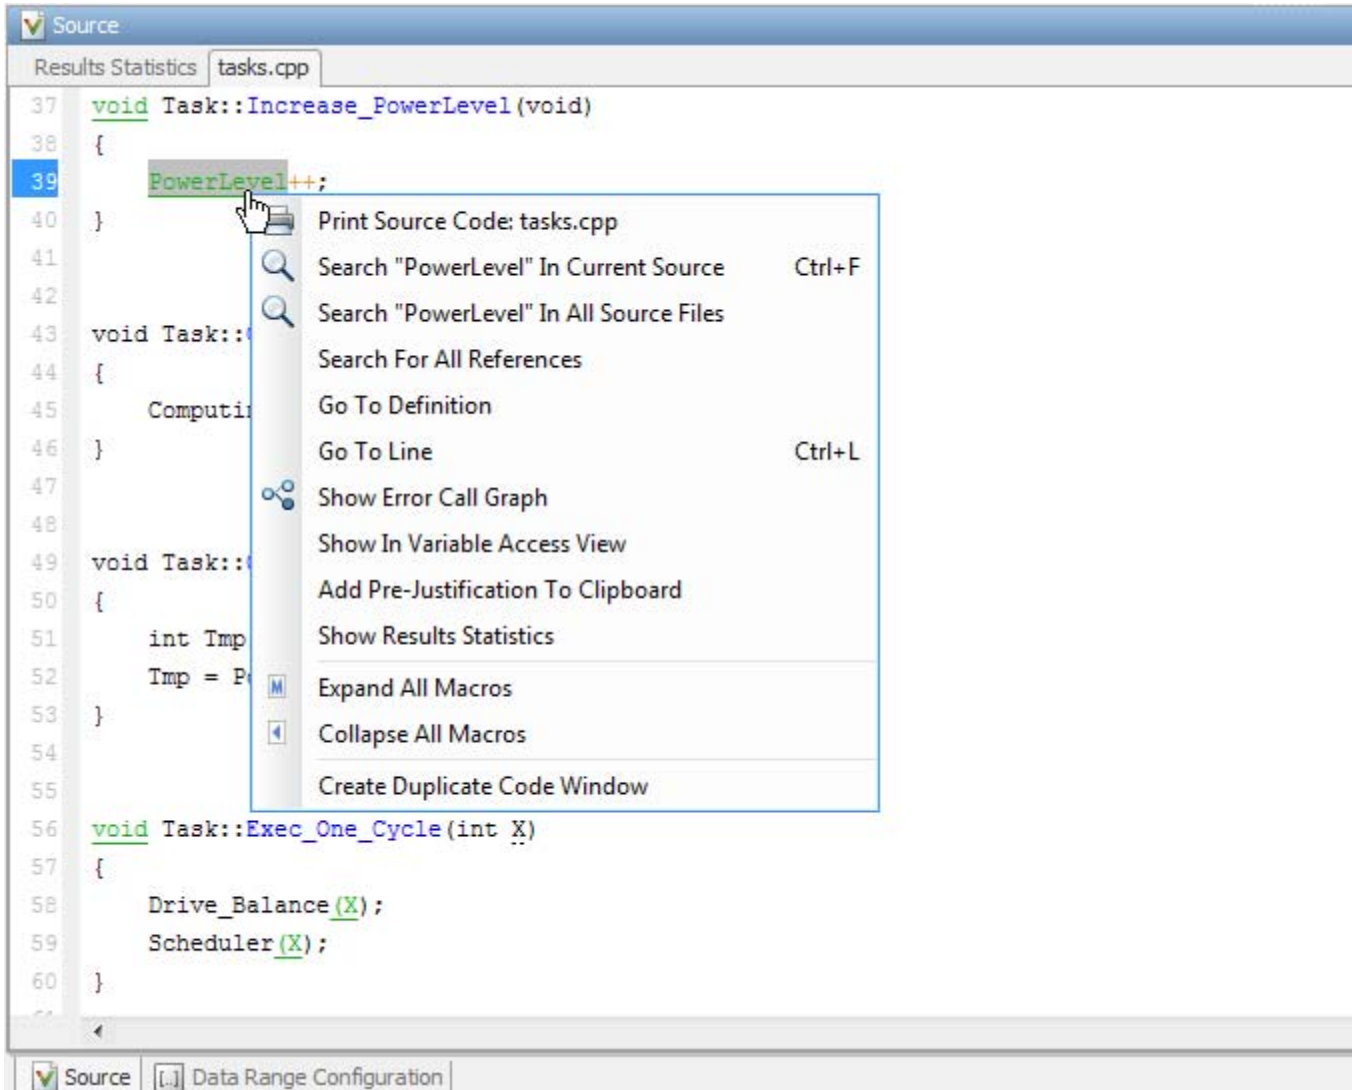 Source
Results Statistics tasks.cpp
37 void Task::Increase_PowerLevel(void)
38 {
39 PowerLevel++;
40 }
Print Source Code: tasks.cpp
41
Search "PowerLevel" In Current Source Ctrl+F
42
Search "PowerLevel" In All Source Files
43 void Task::
Search For All References
44 {
45 Computi
Go To Definition
46 }
Go To Line Ctrl+L
47
Show Error Call Graph
48
Show In Variable Access View
49 void Task::
50 {
Add Pre-Justification To Clipboard
51 int Tmp
Show Results Statistics
52 Tmp = P
M Expand All Macros
53 }
Collapse All Macros
54
55
Create Duplicate Code Window
56 void Task::Exec_One_Cycle(int X)
57 {
58 Drive_Balance(X);
59 Scheduler(X);
60 }
Source [..] Data Range Configuration